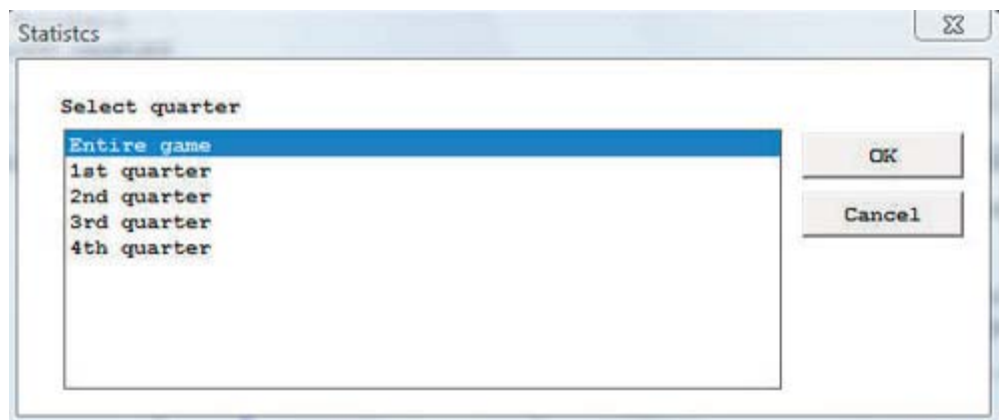 Statistcs
Select quarter
Entire game
1st quarter
2nd quarter
3rd quarter
4th quarter
OK
Cancel